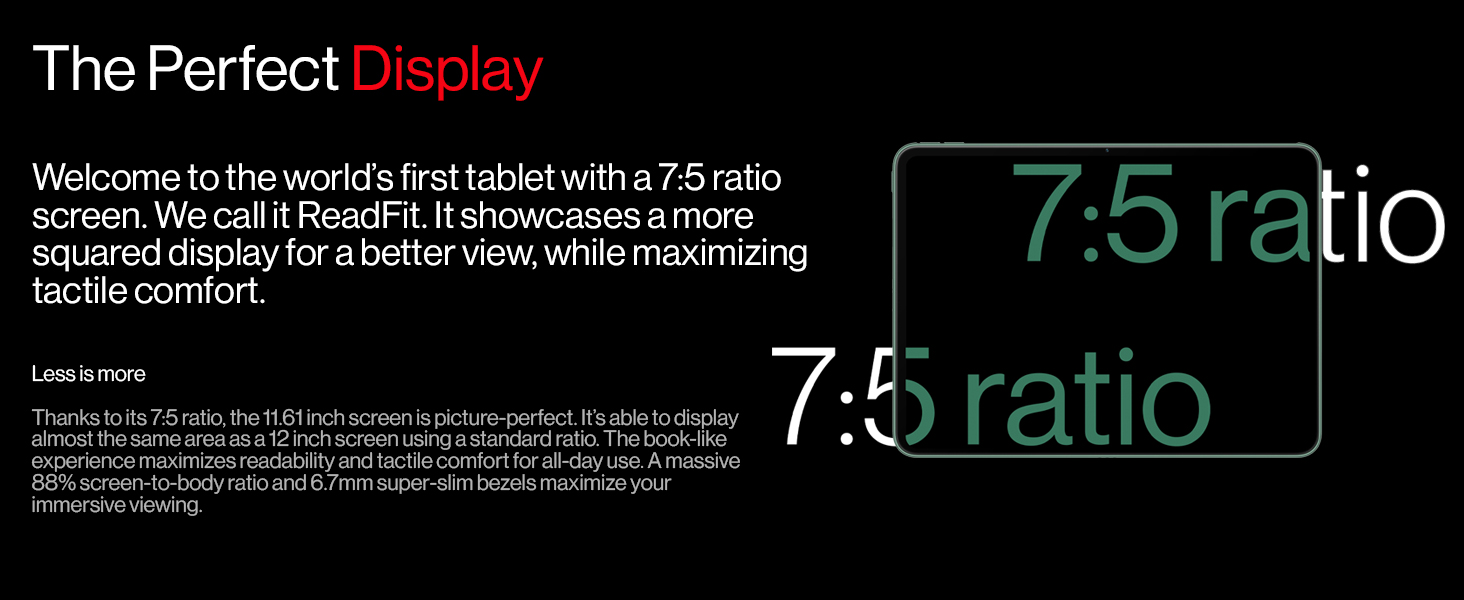 The Perfect Display
Welcome to the world’s first tablet with a 7:5 ratio
screen. We call it ReadFit. It showcases a more
squared display for a better view, while maximizing
tactile comfort.
Less is more
Thanks to its 7:5 ratio, the 11.61 inch screen is picture-perfect. It’s able to display
almost the same area as a 12 inch screen using a standard ratio. The book-like
experience maximizes readability and tactile comfort for all-day use. A massive
88% screen-to-body ratio and 6.7mm super-slim bezels maximize your
immersive viewing.
7:5 ratio
7:5 ratio